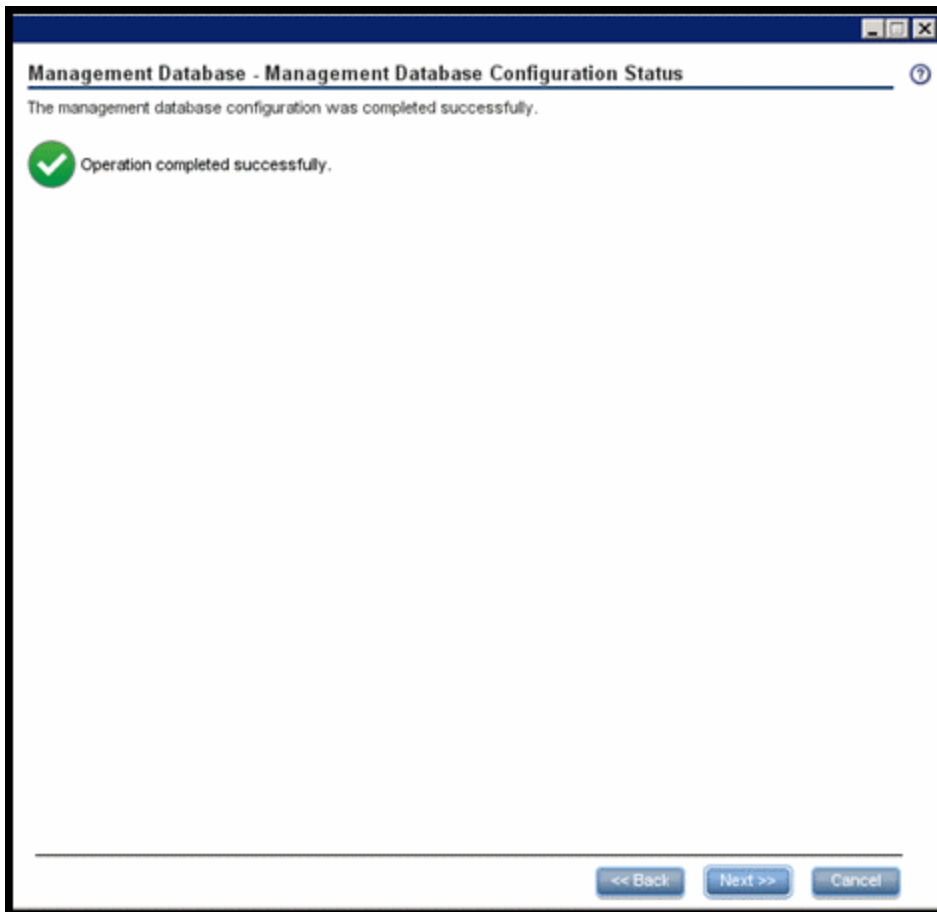 Management Database - Management Database Configuration Status
The management database configuration was completed successfully.
Operation completed successfully.
<< Back
Next >>
Cancel